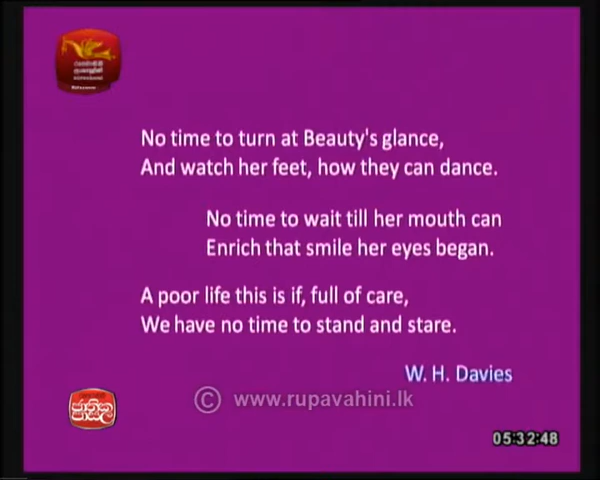 No time to turn at Beauty's glance,
And watch her feet, how they can dance.
No time to wait till her mouth can
Enrich that smile her eyes began.
A poor life this is if, full of care,
We have no time to stand and stare.
W. H. Davies
© www.rupavahini.lk
ජාතික
පාසල
05:32:48